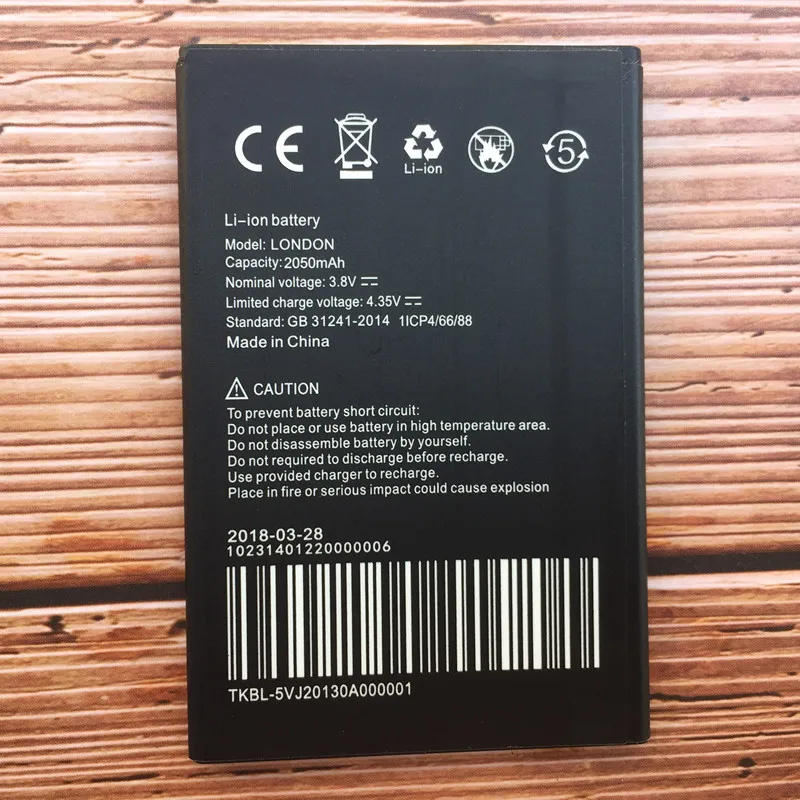 CE
Li-ion
5
Li-ion battery
Model: LONDON
Capacity: 2050mAh
Nominal voltage: 3.8V ⎓
Limited charge voltage: 4.35V ⎓
Standard: GB 31241-2014 1ICP4/66/88
Made in China
CAUTION
To prevent battery short circuit:
Do not place or use battery in high temperature area.
Do not disassemble battery by yourself.
Do not required to discharge before recharge.
Use provided charger to recharge.
Place in fire or serious impact could cause explosion
2018-03-28
10231401220000006
TKBL-5VJ20130A000001